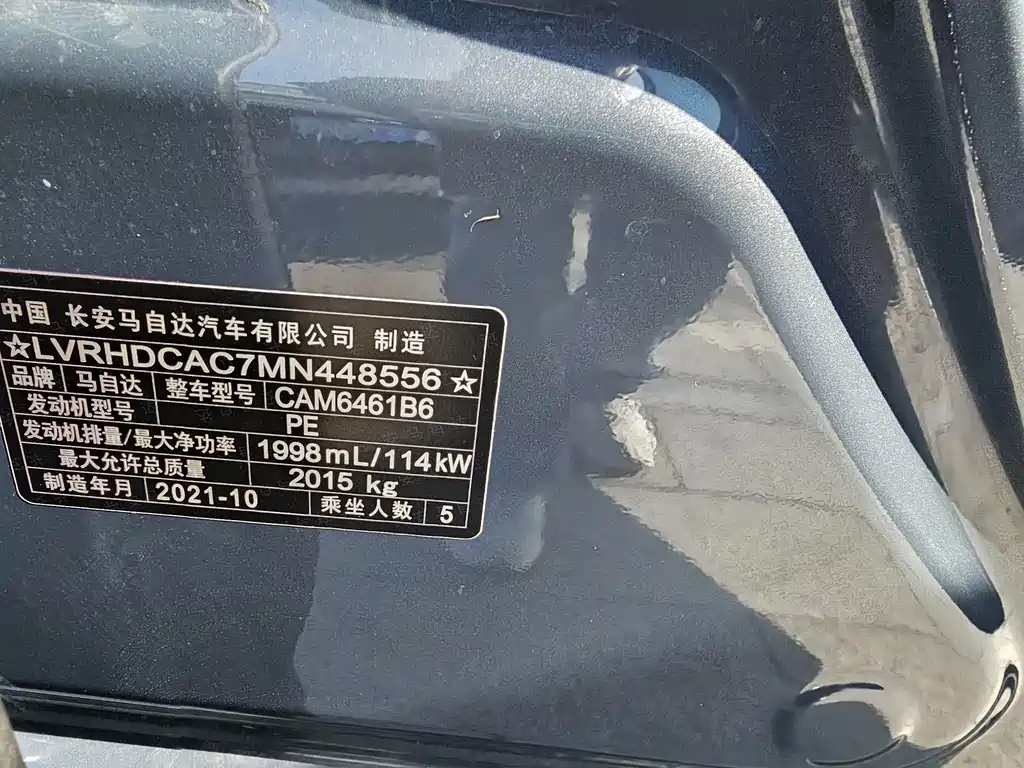 中国 长安马自达汽车有限公司 制造
☆LVRHDCAC7MN448556☆
品牌 马自达 整车型号 CAM6461B6
发动机型号 PE
发动机排量/最大净功率 1998mL/114kW
最大允许总质量 2015 kg
制造年月 2021-10 乘坐人数 5